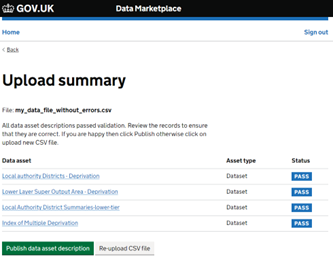 GOV.UK Data Marketplace
Home Sign out
Back
Upload summary
File: my_data_file_without_errors.csv
All data asset descriptions passed validation. Review the records to ensure
that they are correct. If you are happy then click Publish otherwise click on
upload new CSV file.
Data asset Asset type Status
Local authority Districts - Deprivation Dataset PASS
Lower Layer Super Output Area - Deprivation Dataset PASS
Local Authority District Summaries-lower-tier Dataset PASS
Index of Multiple Deprivation Dataset PASS
Publish data asset description Re-upload CSV file